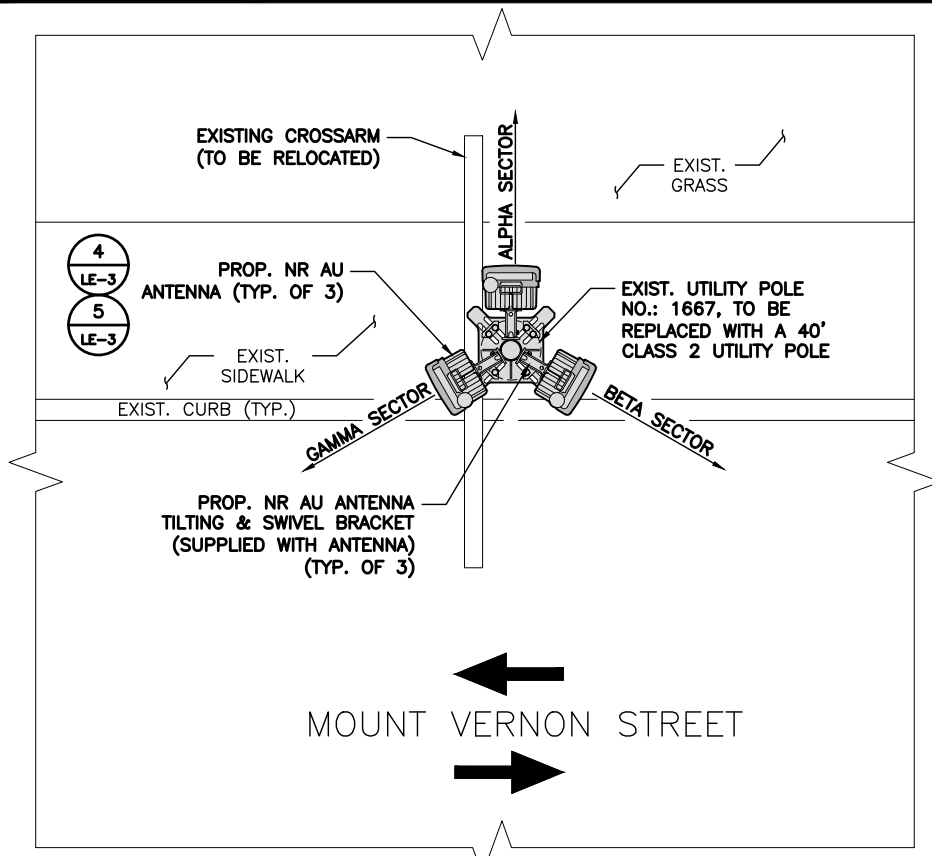 EXISTING CROSSARM
(TO BE RELOCATED)
ALPHA SECTOR
EXIST.
GRASS
4
LE-3
5
LE-3
PROP. NR AU
ANTENNA (TYP. OF 3)
EXIST. UTILITY POLE
NO.: 1667, TO BE
REPLACED WITH A 40'
CLASS 2 UTILITY POLE
EXIST.
SIDEWALK
EXIST. CURB (TYP.)
GAMMA SECTOR
BETA SECTOR
PROP. NR AU ANTENNA
TILTING & SWIVEL BRACKET
(SUPPLIED WITH ANTENNA)
(TYP. OF 3)
MOUNT VERNON STREET